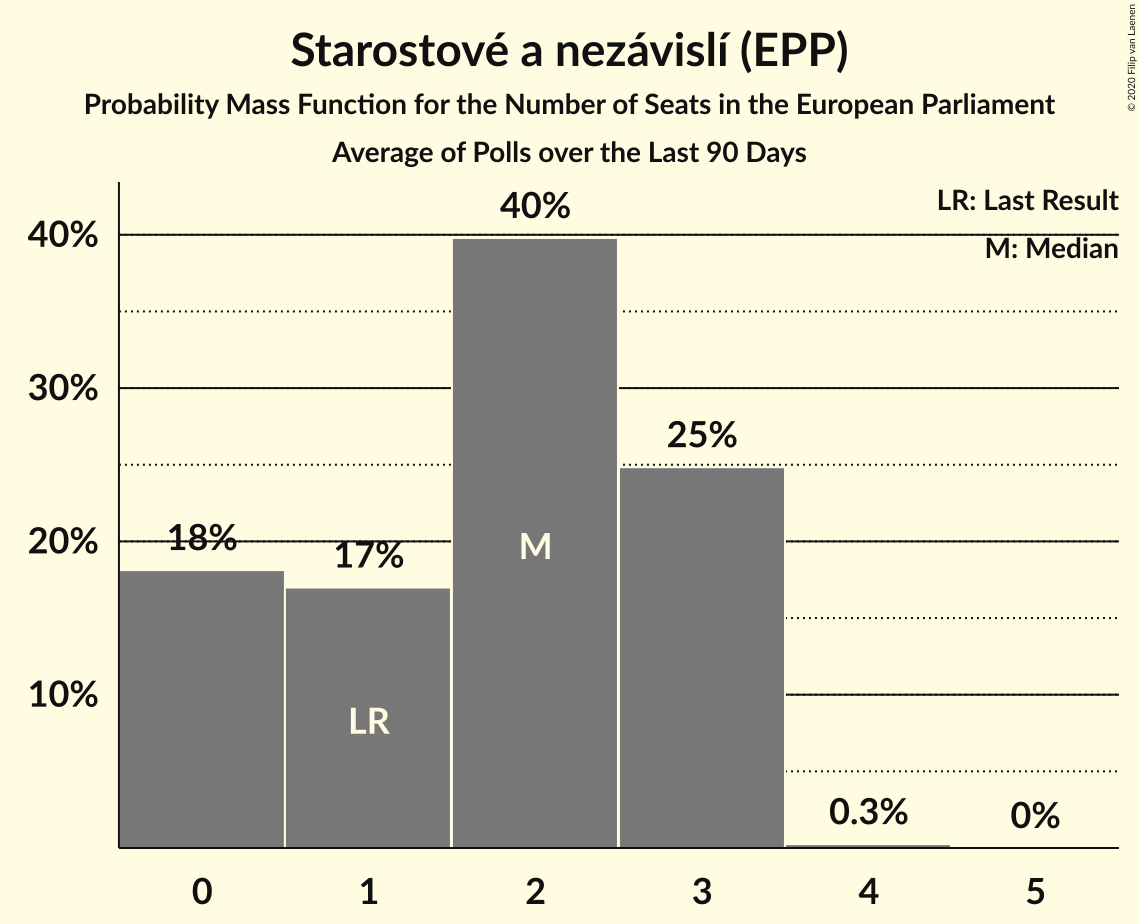 Starostové a nezávislí (EPP)
Probability Mass Function for the Number of Seats in the European Parliament
Average of Polls over the Last 90 Days
© 2020 Filip van Laenen
LR: Last Result
M: Median
40%
30%
20%
10%
18%
17%
40%
25%
0.3%
0%
LR
M
0
1
2
3
4
5